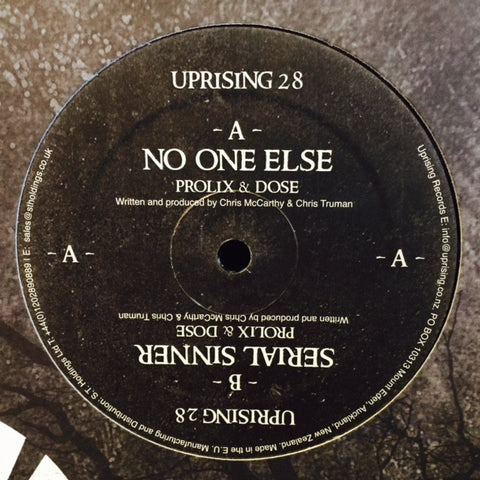 UPRISING 28
- A -
NO ONE ELSE
PROLIX & DOSE
Written and produced by Chris McCarthy & Chris Truman
- A -
- A -
UPRISING 28
- B -
SERIAL SINNER
PROLIX & DOSE
Written and produced by Chris McCarthy & Chris Truman
Uprising Records E: info@uprising.co.nz. PO BOX 10313 Mount Eden, Auckland, New Zealand. Made in the E.U. Manufacturing and Distribution: S.T. Holdings Ltd T: +44(0)1202890889 I E: sales@stholdings.co.uk